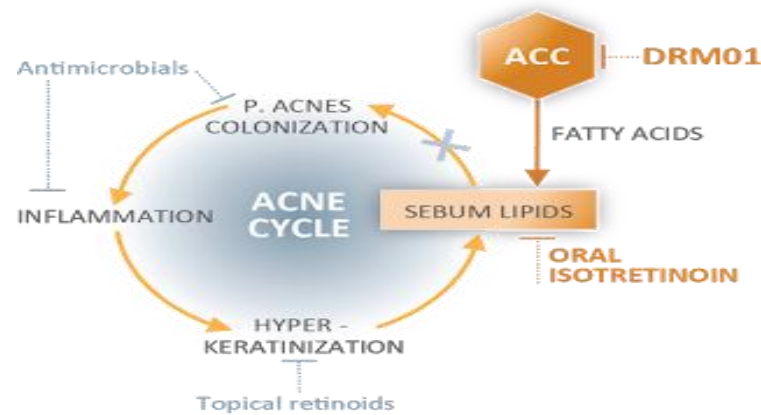 ACC
DRM01
Antimicrobials
P. ACNES
COLONIZATION
FATTY ACIDS
ACNE
CYCLE
SEBUM LIPIDS
INFLAMMATION
ORAL
ISOTRETINOIN
HYPER -
KERATINIZATION
Topical retinoids